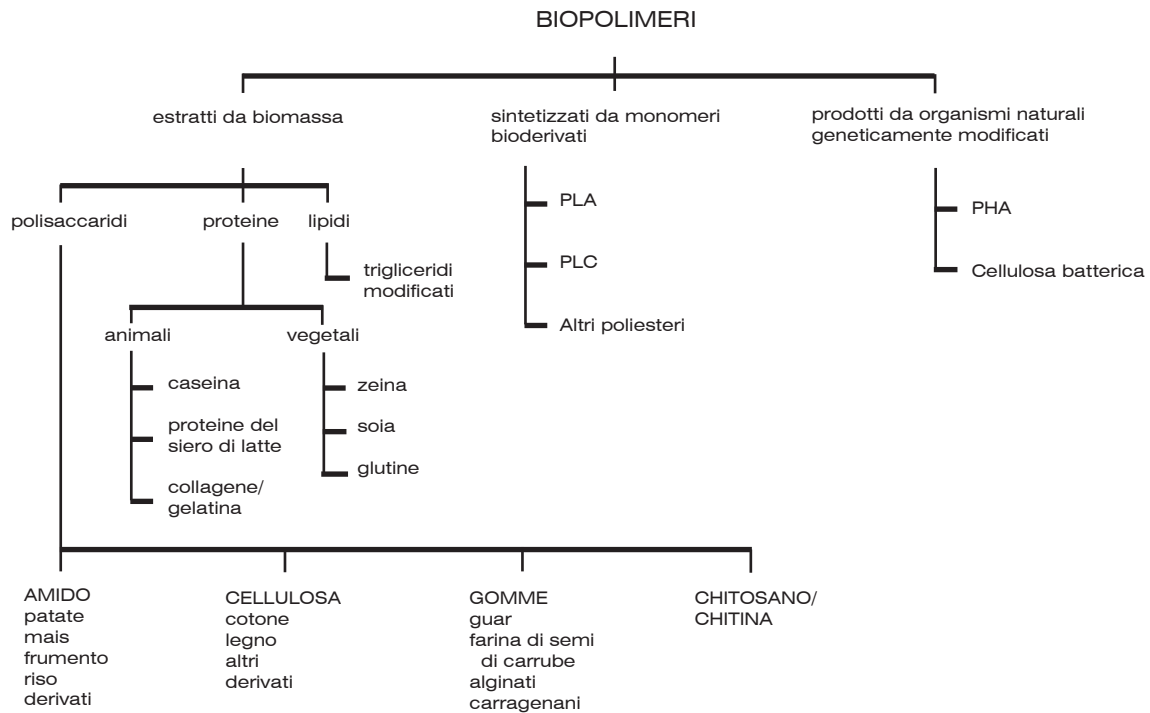 BIOPOLIMERI
estratti da biomassa
sintetizzati da monomeri
bioderivati
prodotti da organismi naturali
geneticamente modificati
polisaccaridi
proteine
lipidi
trigliceridi
modificati
animali
caseina
proteine del
siero di latte
collagene/
gelatina
vegetali
zeina
soia
glutine
PLA
PLC
Altri poliesteri
PHA
Cellulosa batterica
AMIDO
patate
mais
frumento
riso
derivati
CELLULOSA
cotone
legno
altri
derivati
GOMME
guar
farina di semi
di carrube
alginati
carragenani
CHITOSANO/
CHITINA